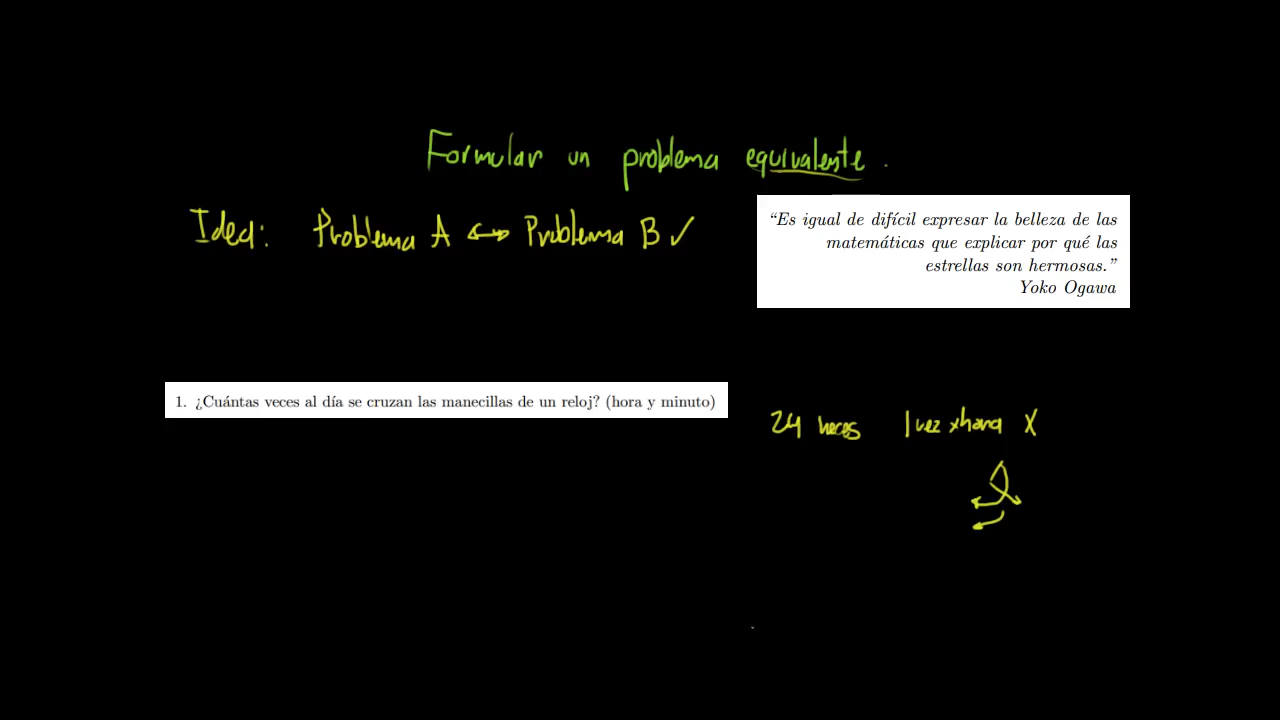 Formular un problema equivalente.
Idea: Problema A ↔ Problema B ✓
“Es igual de difícil expresar la belleza de las
matemáticas que explicar por qué las
estrellas son hermosas.”
Yoko Ogawa
1. ¿Cuántas veces al día se cruzan las manecillas de un reloj? (hora y minuto)
24 veces 1 vez x hora X